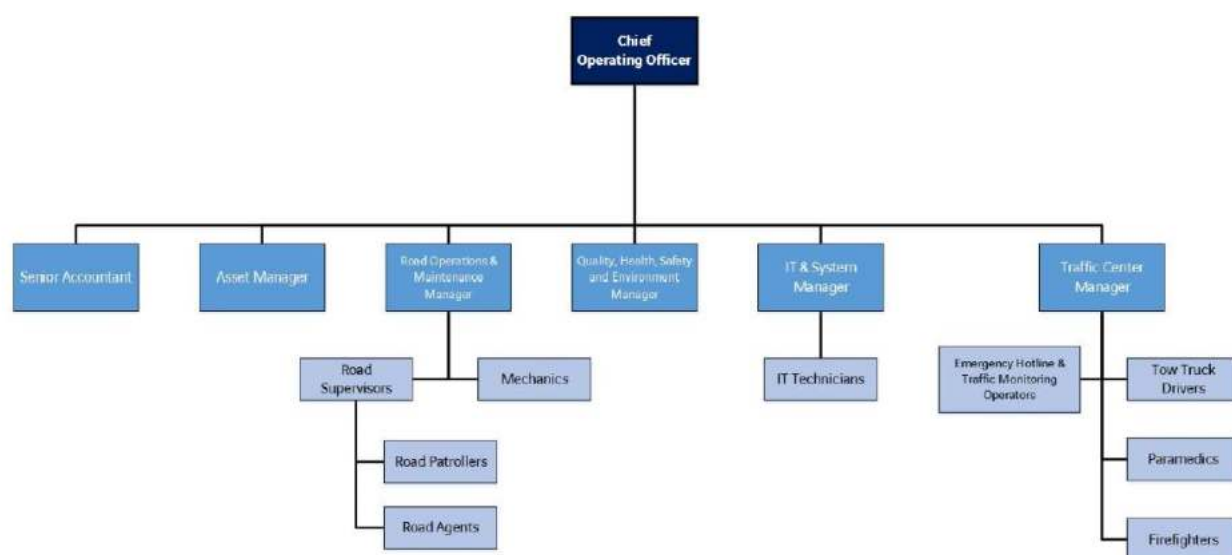 Chief
Operating Officer
Senior Accountant
Asset Manager
Road Operations &
Maintenance
Manager
Quality, Health, Safety
and Environment
Manager
IT & System
Manager
Traffic Center
Manager
Road
Supervisors
Mechanics
IT Technicians
Emergency Hotline &
Traffic Monitoring
Operators
Tow Truck
Drivers
Road Patrollers
Paramedics
Road Agents
Firefighters